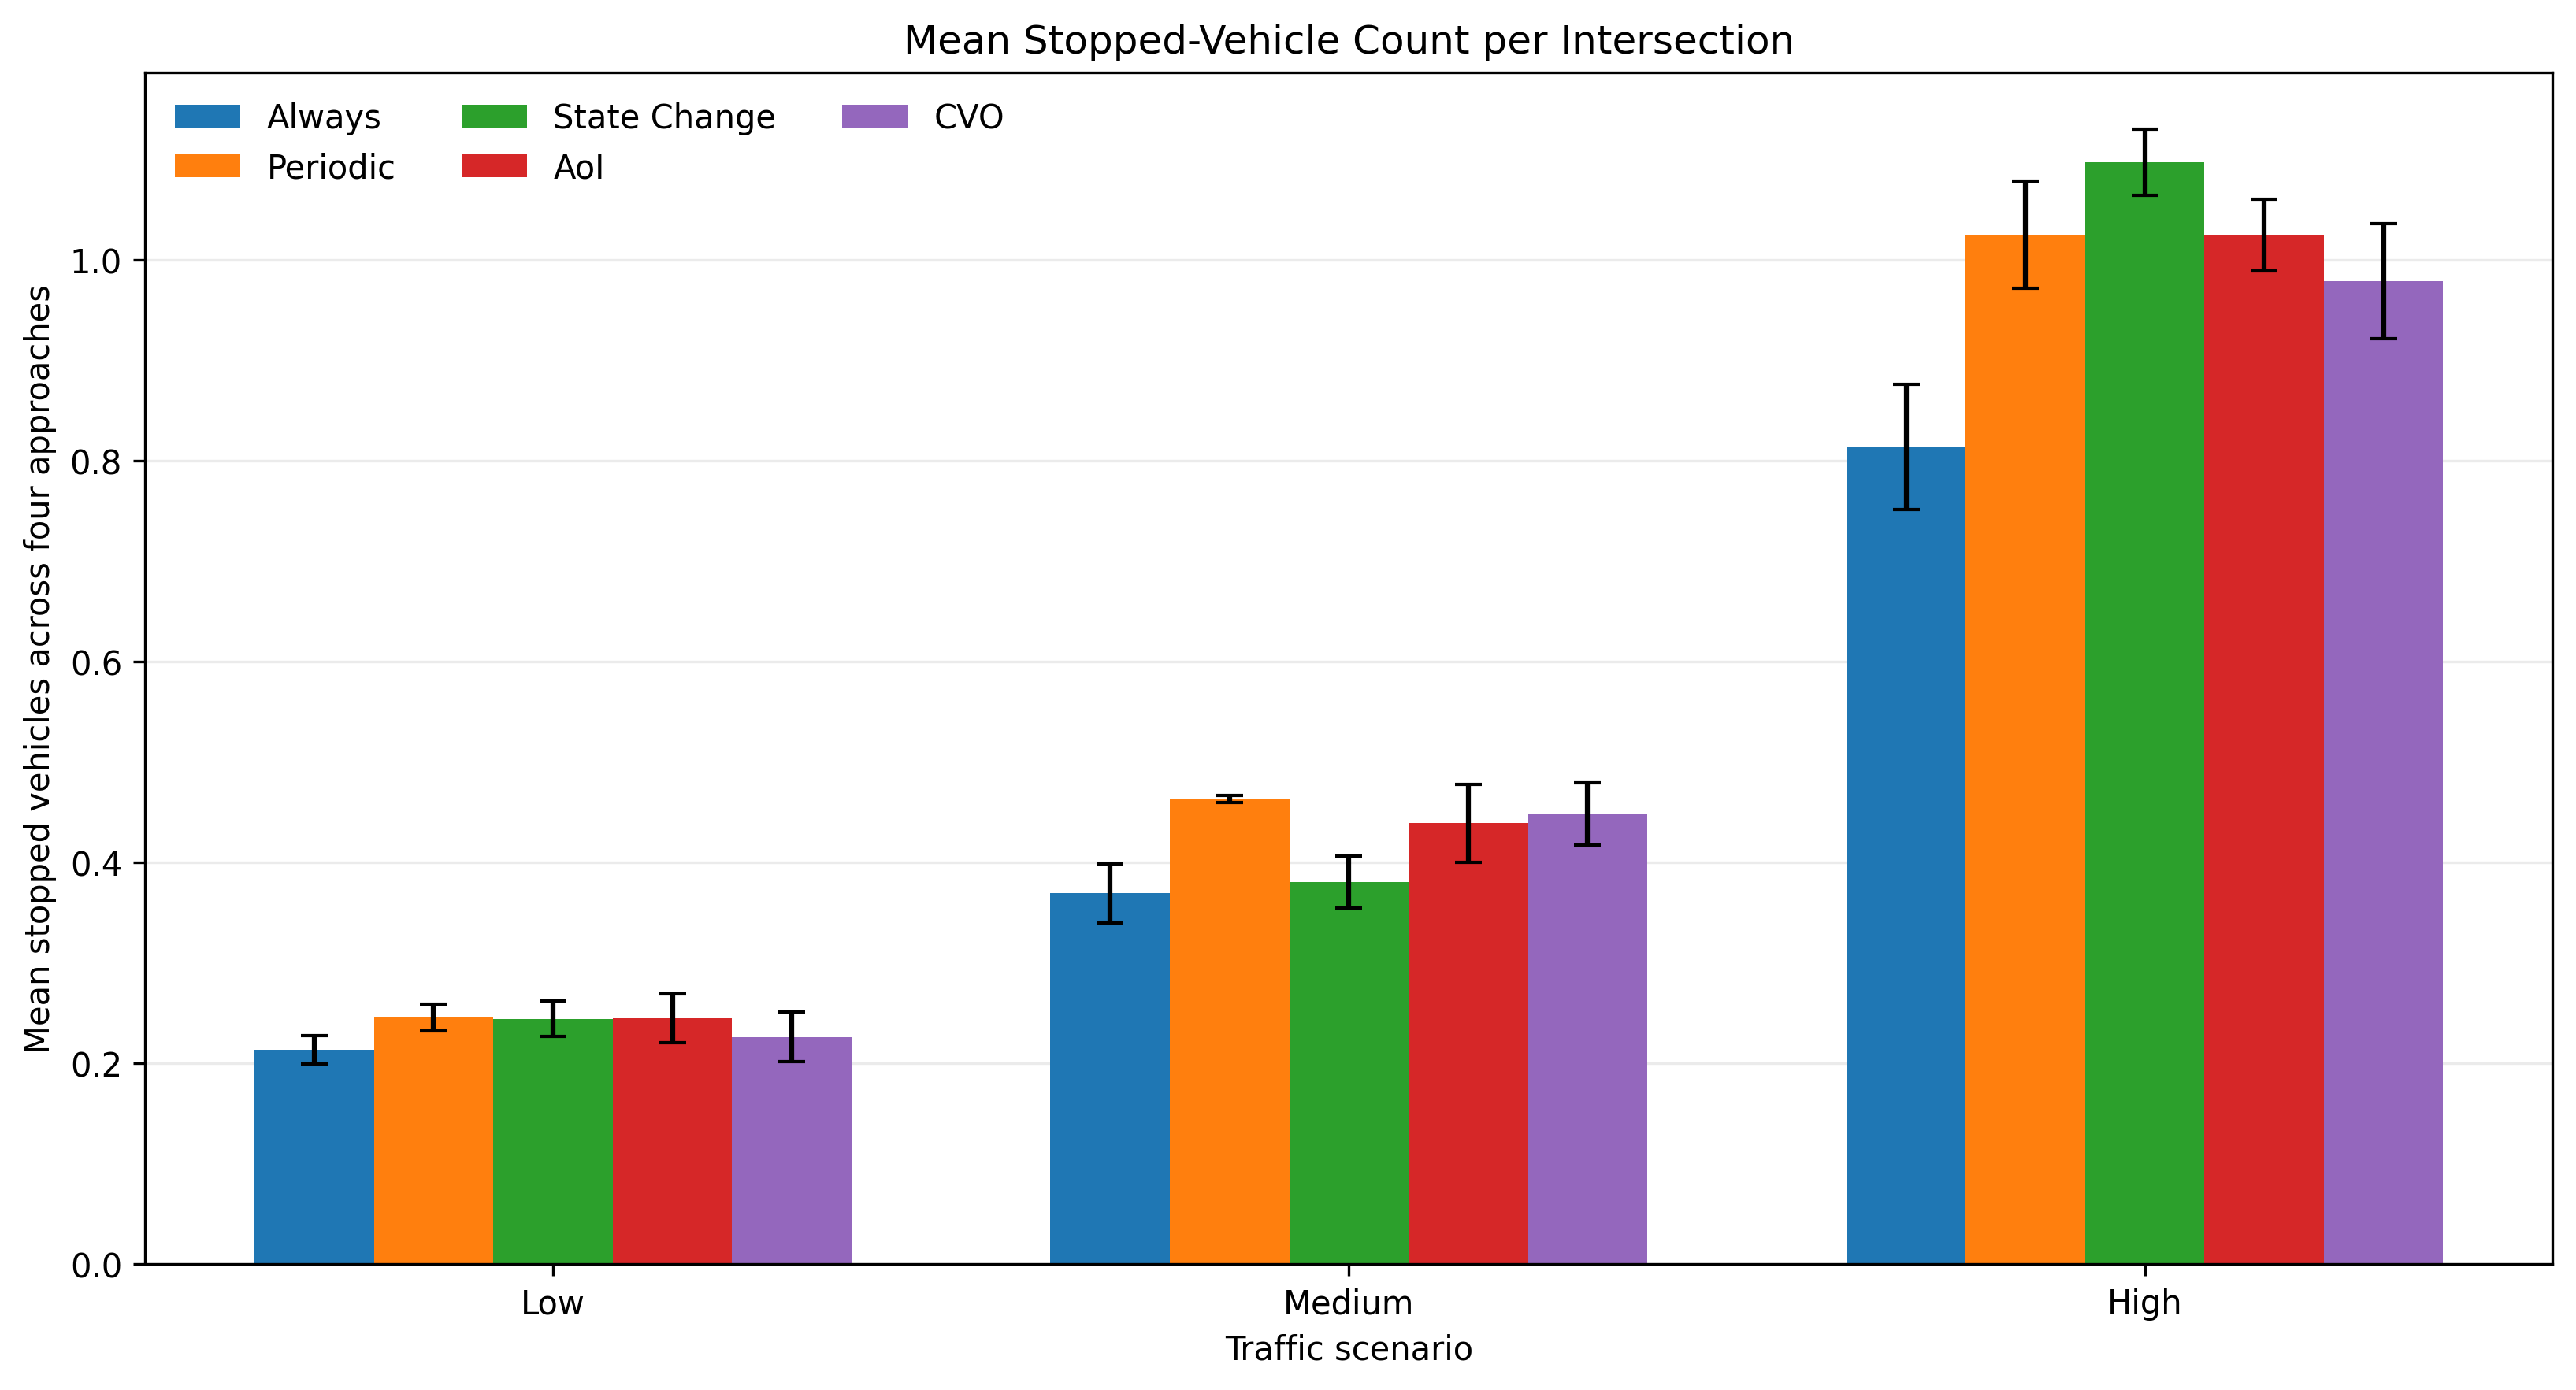 Mean Stopped-Vehicle Count per Intersection
Always
Periodic
State Change
AoI
CVO
Mean stopped vehicles across four approaches
1.0
0.8
0.6
0.4
0.2
0.0
Low
Medium
High
Traffic scenario